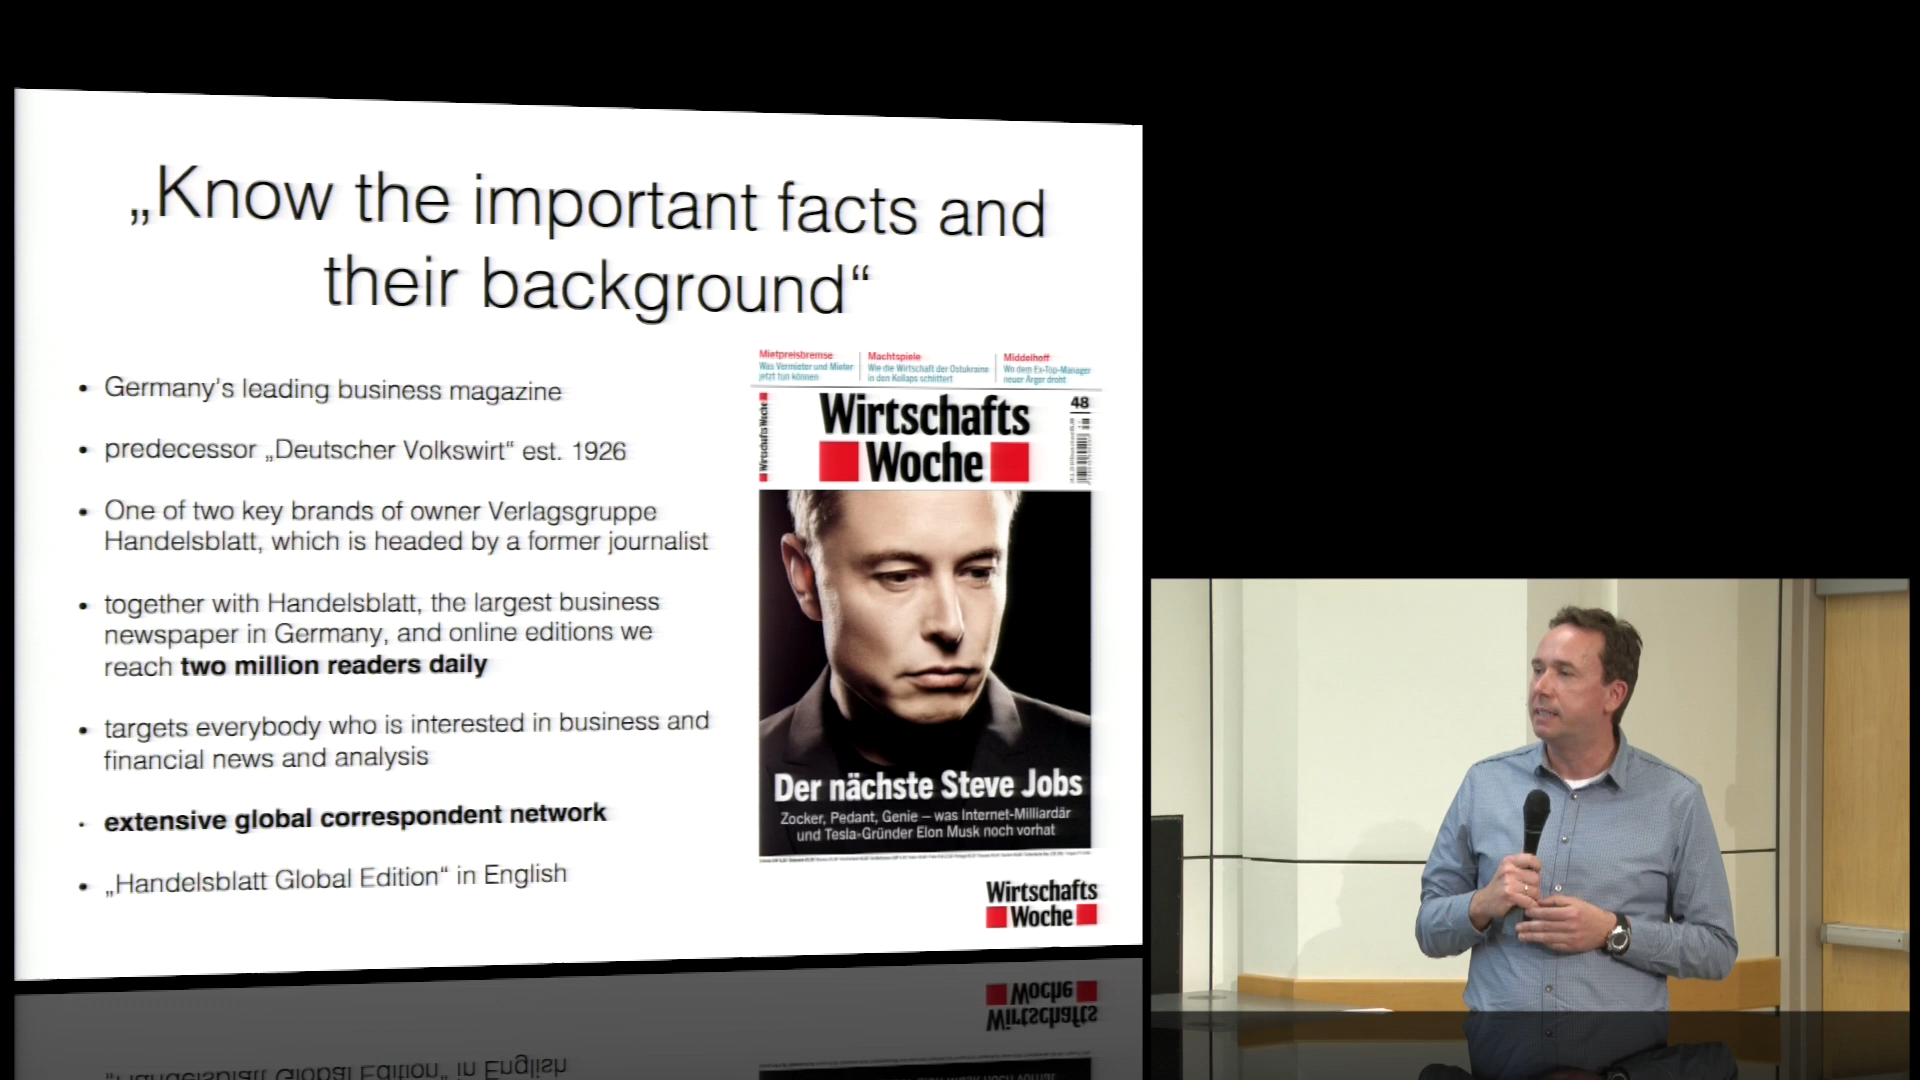 „Know the important facts and
their background“
• Germany's leading business magazine
• predecessor „Deutscher Volkswirt“ est. 1926
• One of two key brands of owner Verlagsgruppe
Handelsblatt, which is headed by a former journalist
• together with Handelsblatt, the largest business
newspaper in Germany, and online editions we
reach two million readers daily
• targets everybody who is interested in business and
financial news and analysis
• extensive global correspondent network
• „Handelsblatt Global Edition“ in English
Mietpreisbremse
Was Vermieter und Mieter
jetzt tun können
Machtspiele
Wie die Wirtschaft der Ostukraine
in den Kollaps schlittert
Middelhoff
Wo dem Ex-Top-Manager
neuer Ärger droht
WirtschaftsWoche
Wirtschafts
Woche
48
Der nächste Steve Jobs
Zocker, Pedant, Genie – was Internet-Milliardär
und Tesla-Gründer Elon Musk noch vorhat
Wirtschafts
Woche